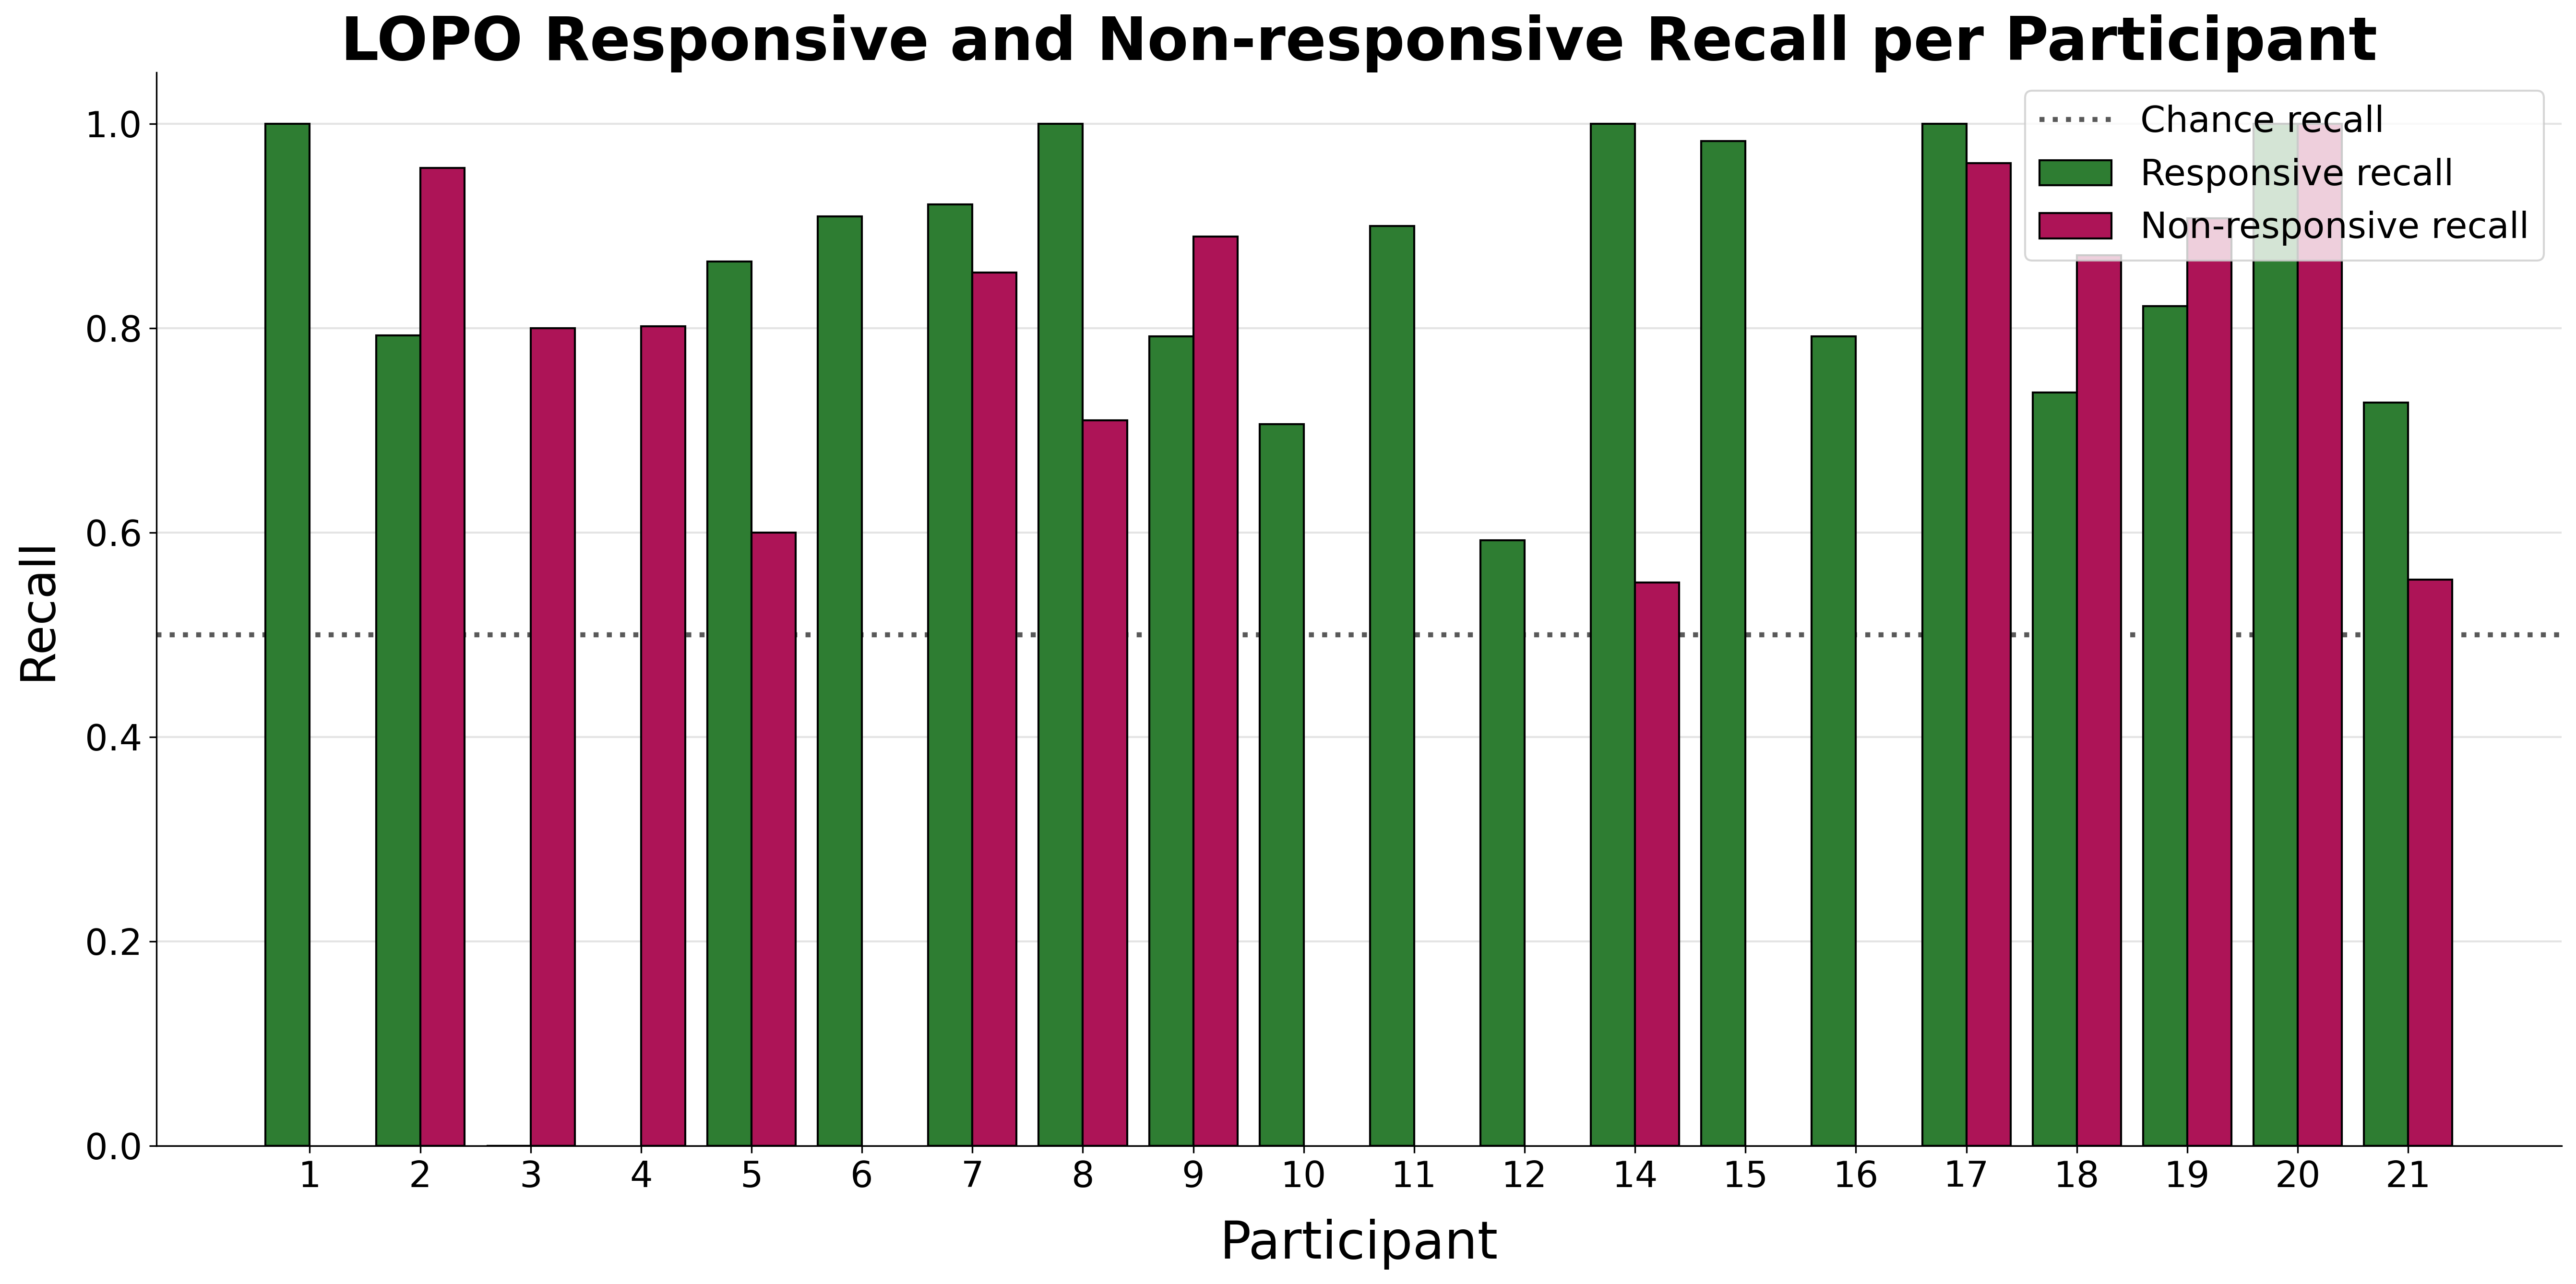 LOPO Responsive and Non-responsive Recall per Participant
Chance recall
Responsive recall
Non-responsive recall
Recall
1.0
0.8
0.6
0.4
0.2
0.0
1 2 3 4 5 6 7 8 9 10 11 12 14 15 16 17 18 19 20 21
Participant